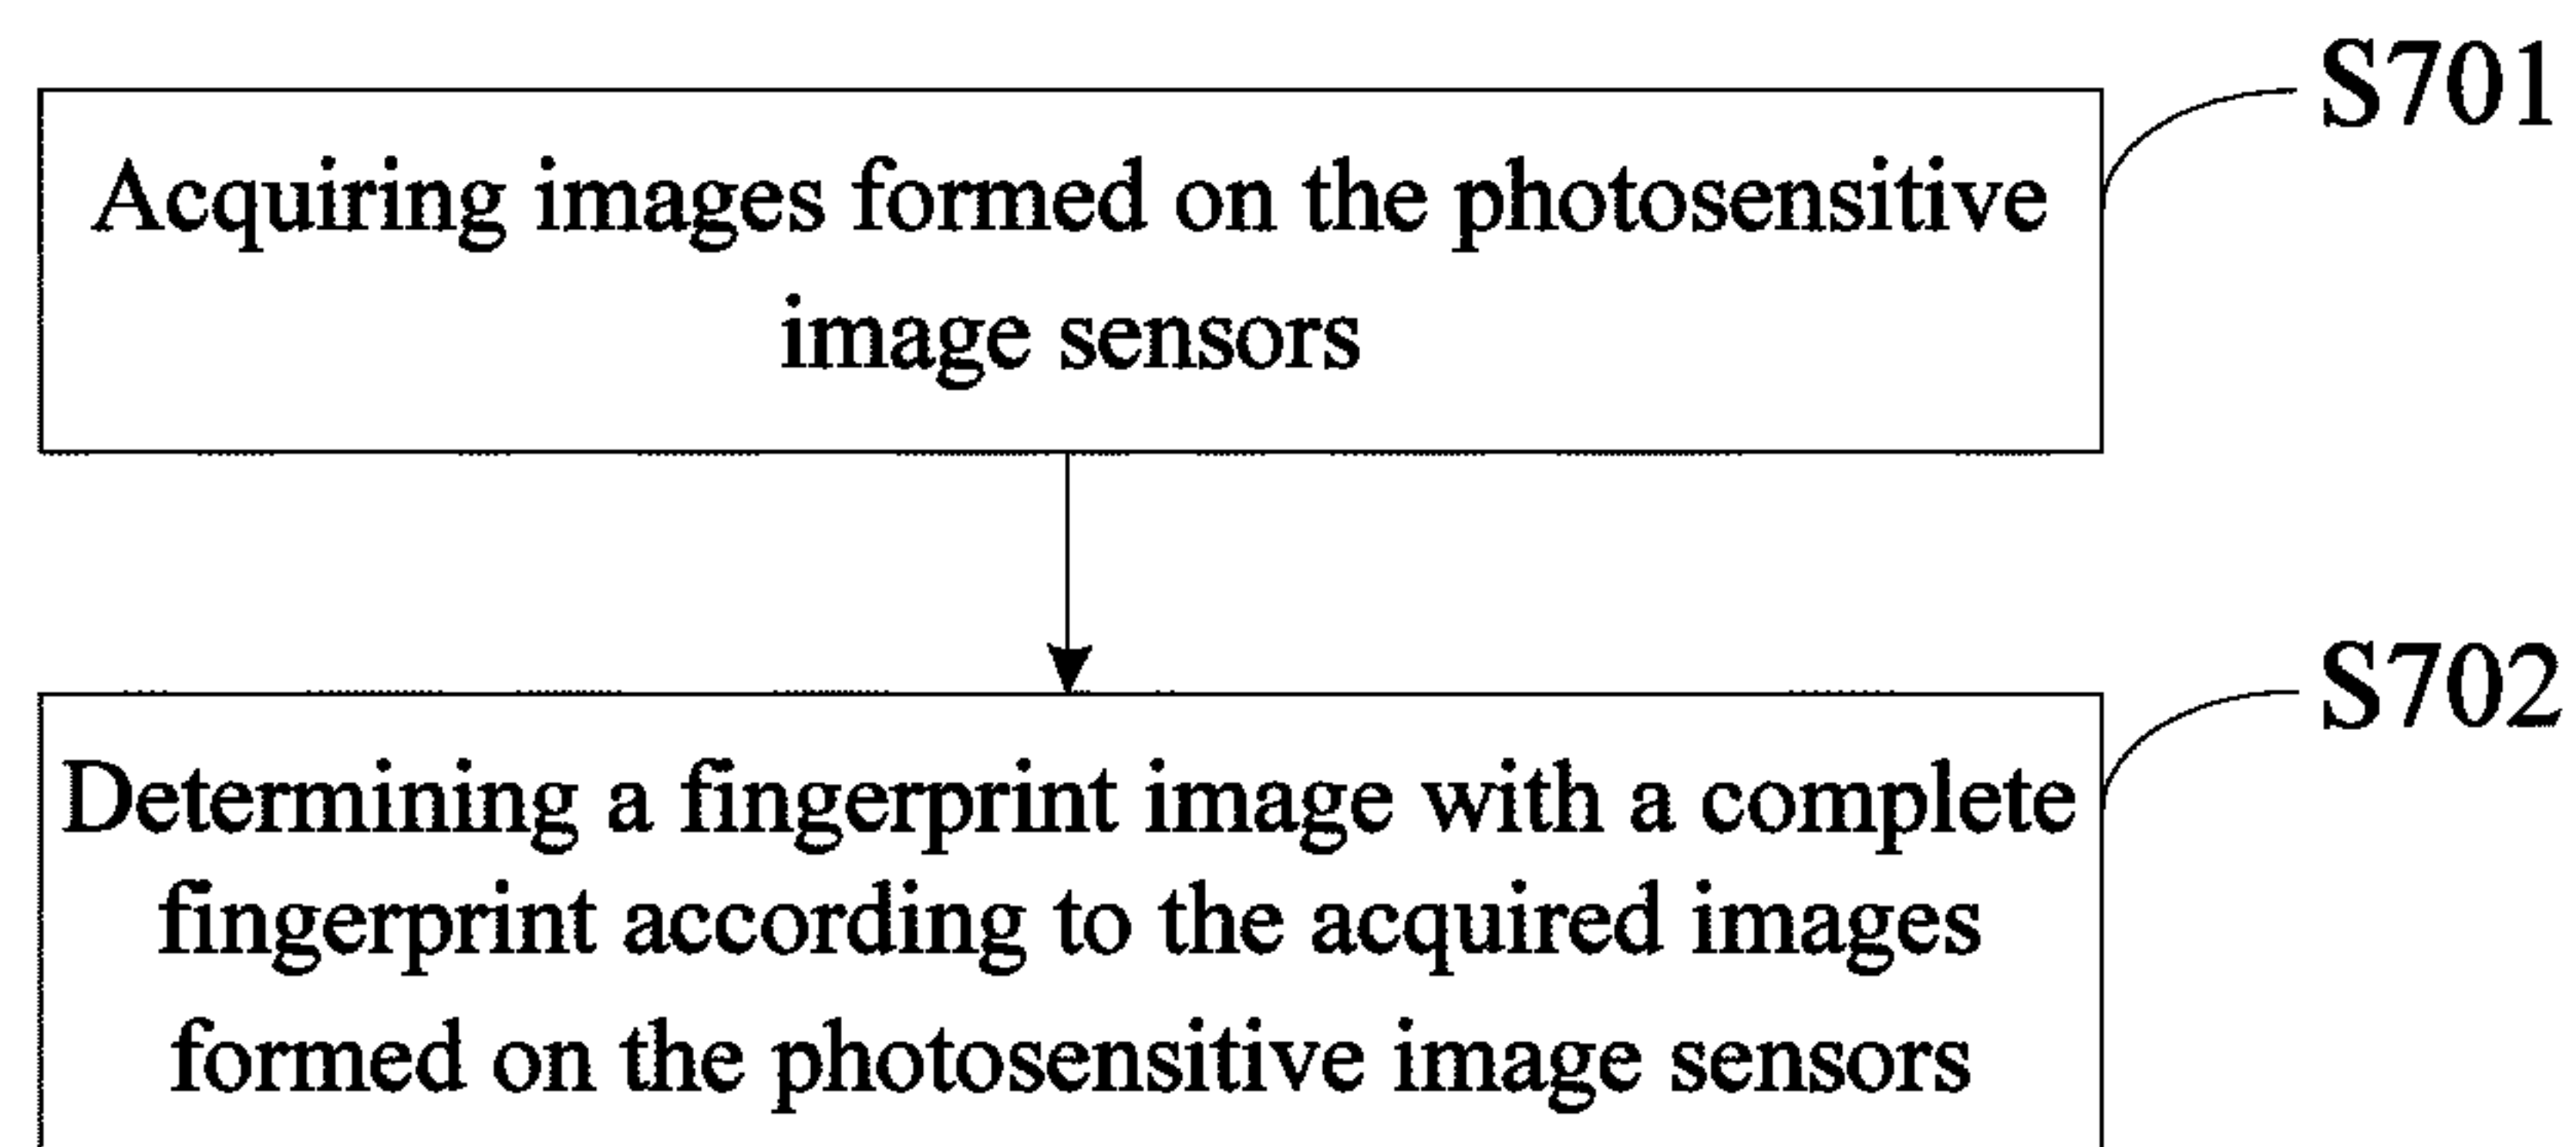 S701
Acquiring images formed on the photosensitive
image sensors
S702
Determining a fingerprint image with a complete
fingerprint according to the acquired images
formed on the photosensitive image sensors